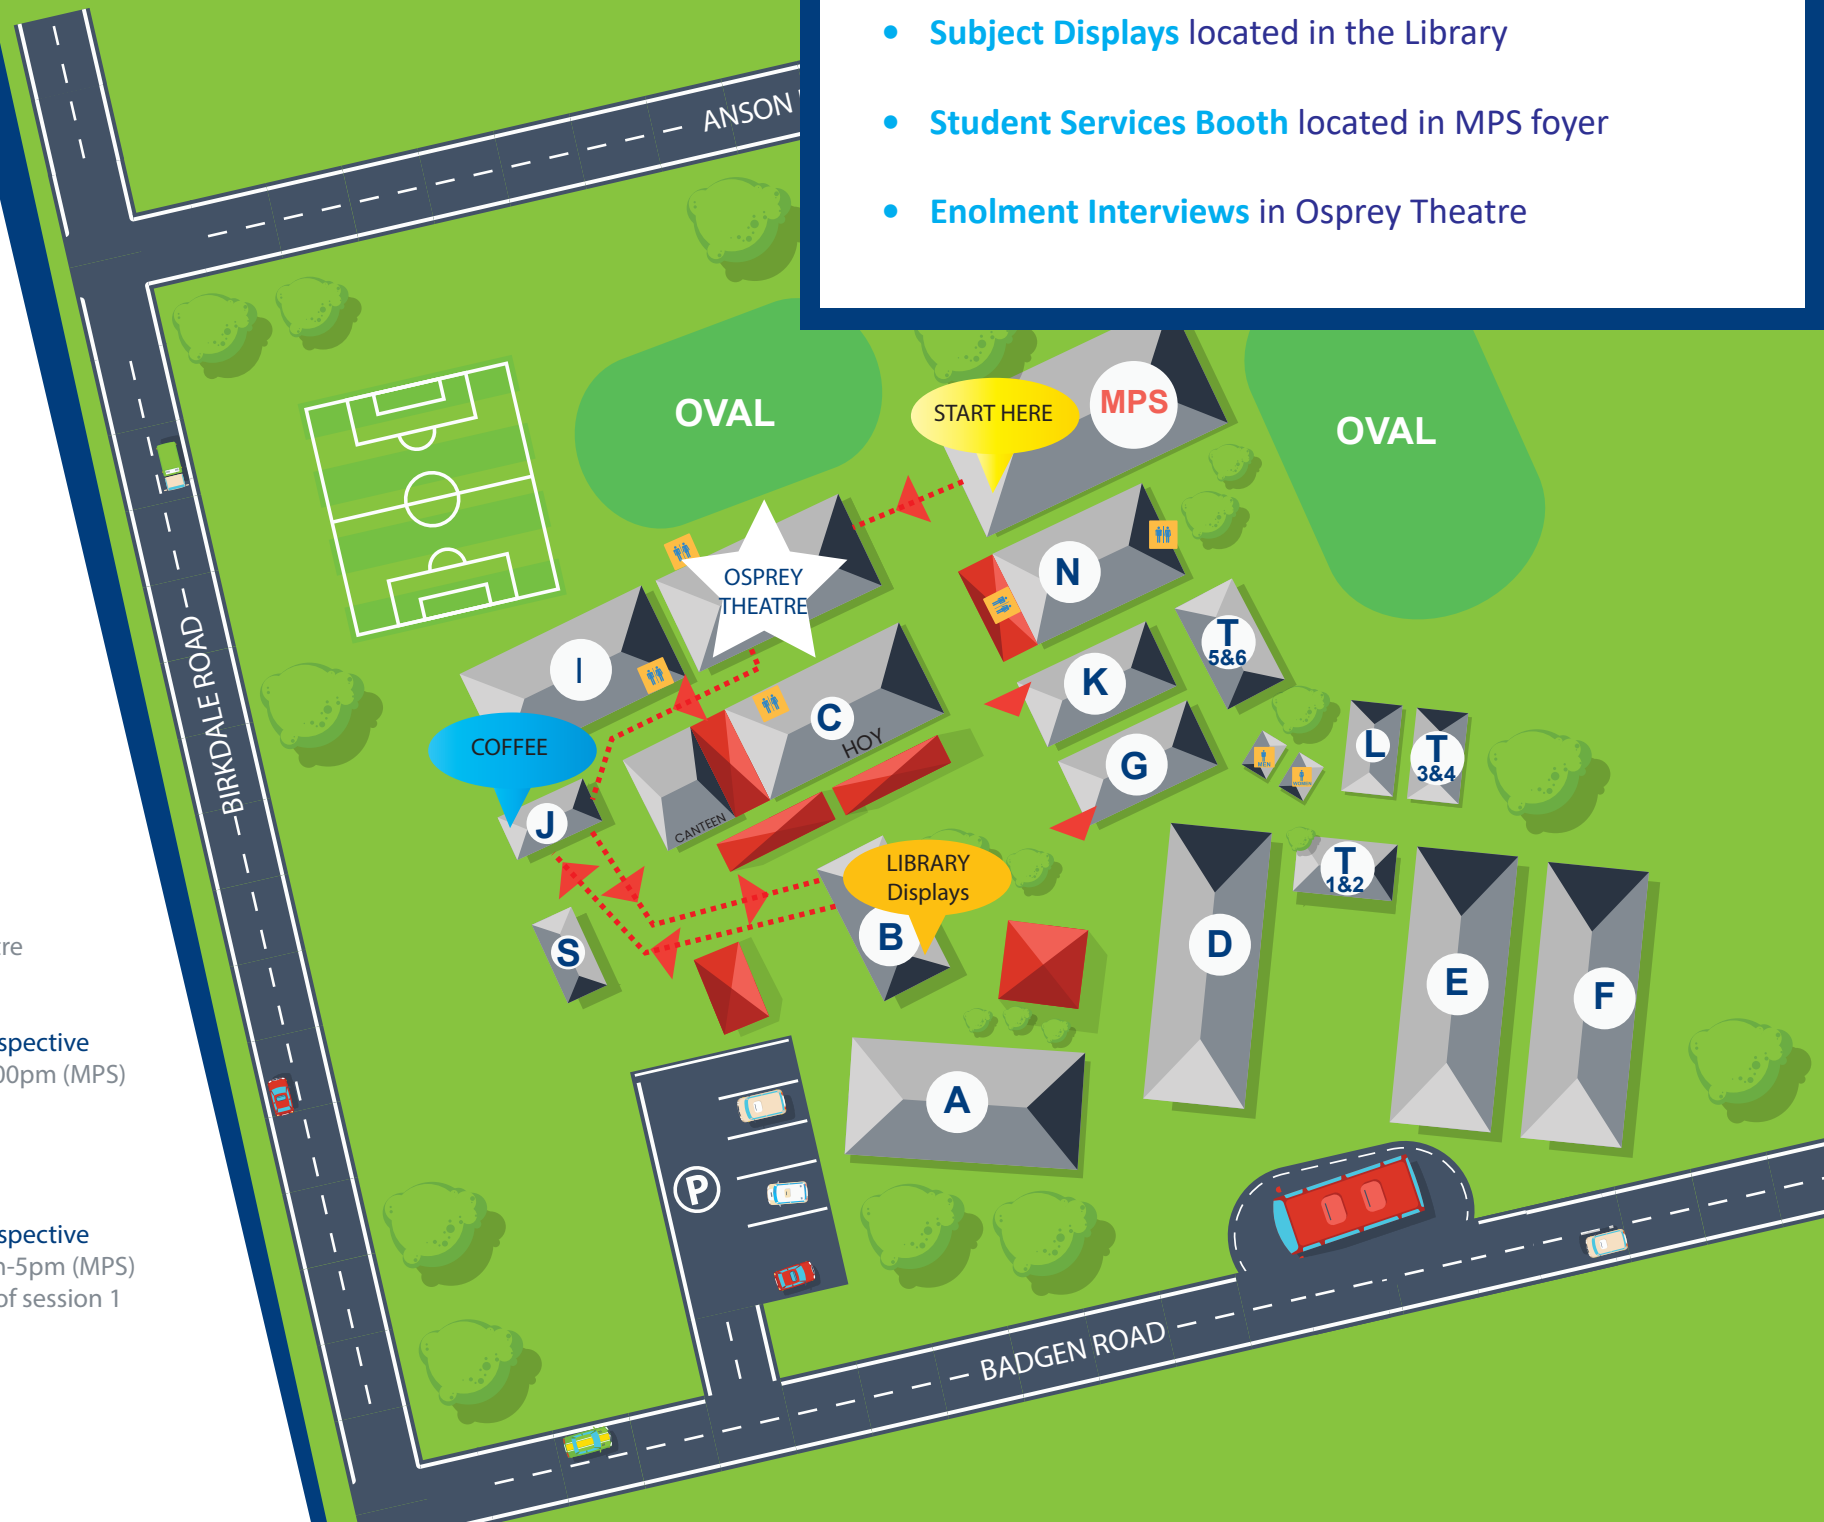 • Subject Displays located in the Library
• Student Services Booth located in MPS foyer
• Enolment Interviews in Osprey Theatre
ANSON
OVAL
START HERE
MPS
OVAL
OSPREY
THEATRE
N
I
T
5&6
K
C
HOY
G
COFFEE
J
CANTEEN
L
T
3&4
MEN
WOMEN
BIRKDALE ROAD
LIBRARY
Displays
B
S
D
T
1&2
E
F
A
P
BADGEN ROAD
spective
00pm (MPS)
spective
-5pm (MPS)
of session 1